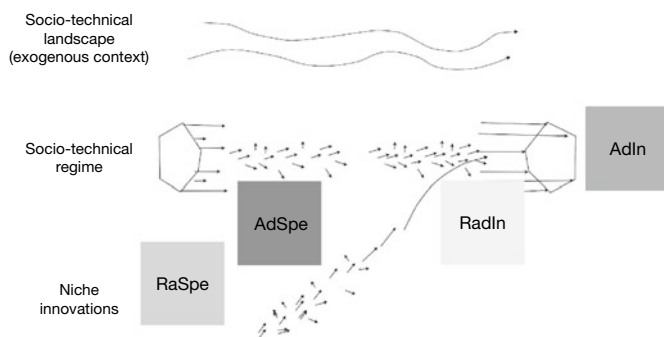 Socio-technical
landscape
(exogenous context)
Socio-technical
regime
AdIn
AdSpe
RadIn
RaSpe
Niche
innovations